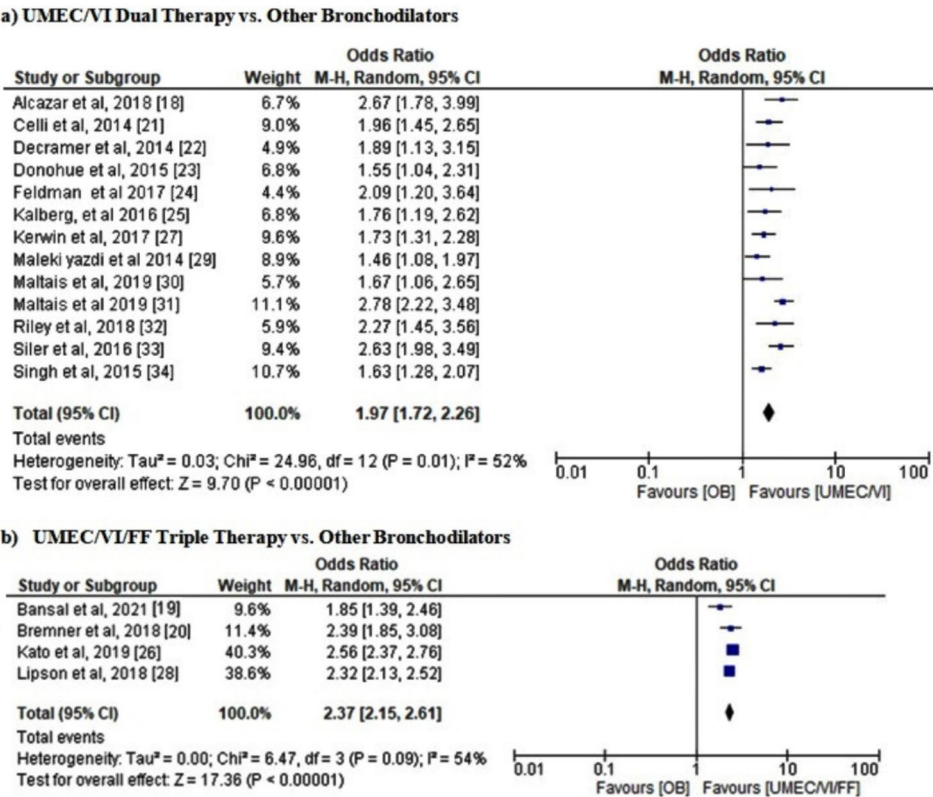 a) UMEC/VI Dual Therapy vs. Other Bronchodilators
Odds Ratio Odds Ratio
Study or Subgroup Weight M-H, Random, 95% CI M-H, Random, 95% CI
Alcazar et al, 2018 [18] 6.7% 2.67 [1.78, 3.99]
Celli et al, 2014 [21] 9.0% 1.96 [1.45, 2.65]
Decramer et al, 2014 [22] 4.9% 1.89 [1.13, 3.15]
Donohue et al, 2015 [23] 6.8% 1.55 [1.04, 2.31]
Feldman et al 2017 [24] 4.4% 2.09 [1.20, 3.64]
Kalberg, et al 2016 [25] 6.8% 1.76 [1.19, 2.62]
Kerwin et al, 2017 [27] 9.6% 1.73 [1.31, 2.28]
Maleki yazdi et al 2014 [29] 8.9% 1.46 [1.08, 1.97]
Maltais et al, 2019 [30] 5.7% 1.67 [1.06, 2.65]
Maltais et al 2019 [31] 11.1% 2.78 [2.22, 3.48]
Riley et al, 2018 [32] 5.9% 2.27 [1.45, 3.56]
Siler et al, 2016 [33] 9.4% 2.63 [1.98, 3.49]
Singh et al, 2015 [34] 10.7% 1.63 [1.28, 2.07]
Total (95% CI) 100.0% 1.97 [1.72, 2.26]
Total events
Heterogeneity: Tau² = 0.03; Chi² = 24.96, df = 12 (P = 0.01); I² = 52%
Test for overall effect: Z = 9.70 (P < 0.00001)
0.01 0.1 1 10 100
Favours [OB] Favours [UMEC/VI]
b) UMEC/VI/FF Triple Therapy vs. Other Bronchodilators
Odds Ratio Odds Ratio
Study or Subgroup Weight M-H, Random, 95% CI M-H, Random, 95% CI
Bansal et al, 2021 [19] 9.6% 1.85 [1.39, 2.46]
Bremner et al, 2018 [20] 11.4% 2.39 [1.85, 3.08]
Kato et al, 2019 [26] 40.3% 2.56 [2.37, 2.76]
Lipson et al, 2018 [28] 38.6% 2.32 [2.13, 2.52]
Total (95% CI) 100.0% 2.37 [2.15, 2.61]
Total events
Heterogeneity: Tau² = 0.00; Chi² = 6.47, df = 3 (P = 0.09); I² = 54%
Test for overall effect: Z = 17.36 (P < 0.00001)
0.01 0.1 1 10 100
Favours [OB] Favours [UMEC/VI/FF]